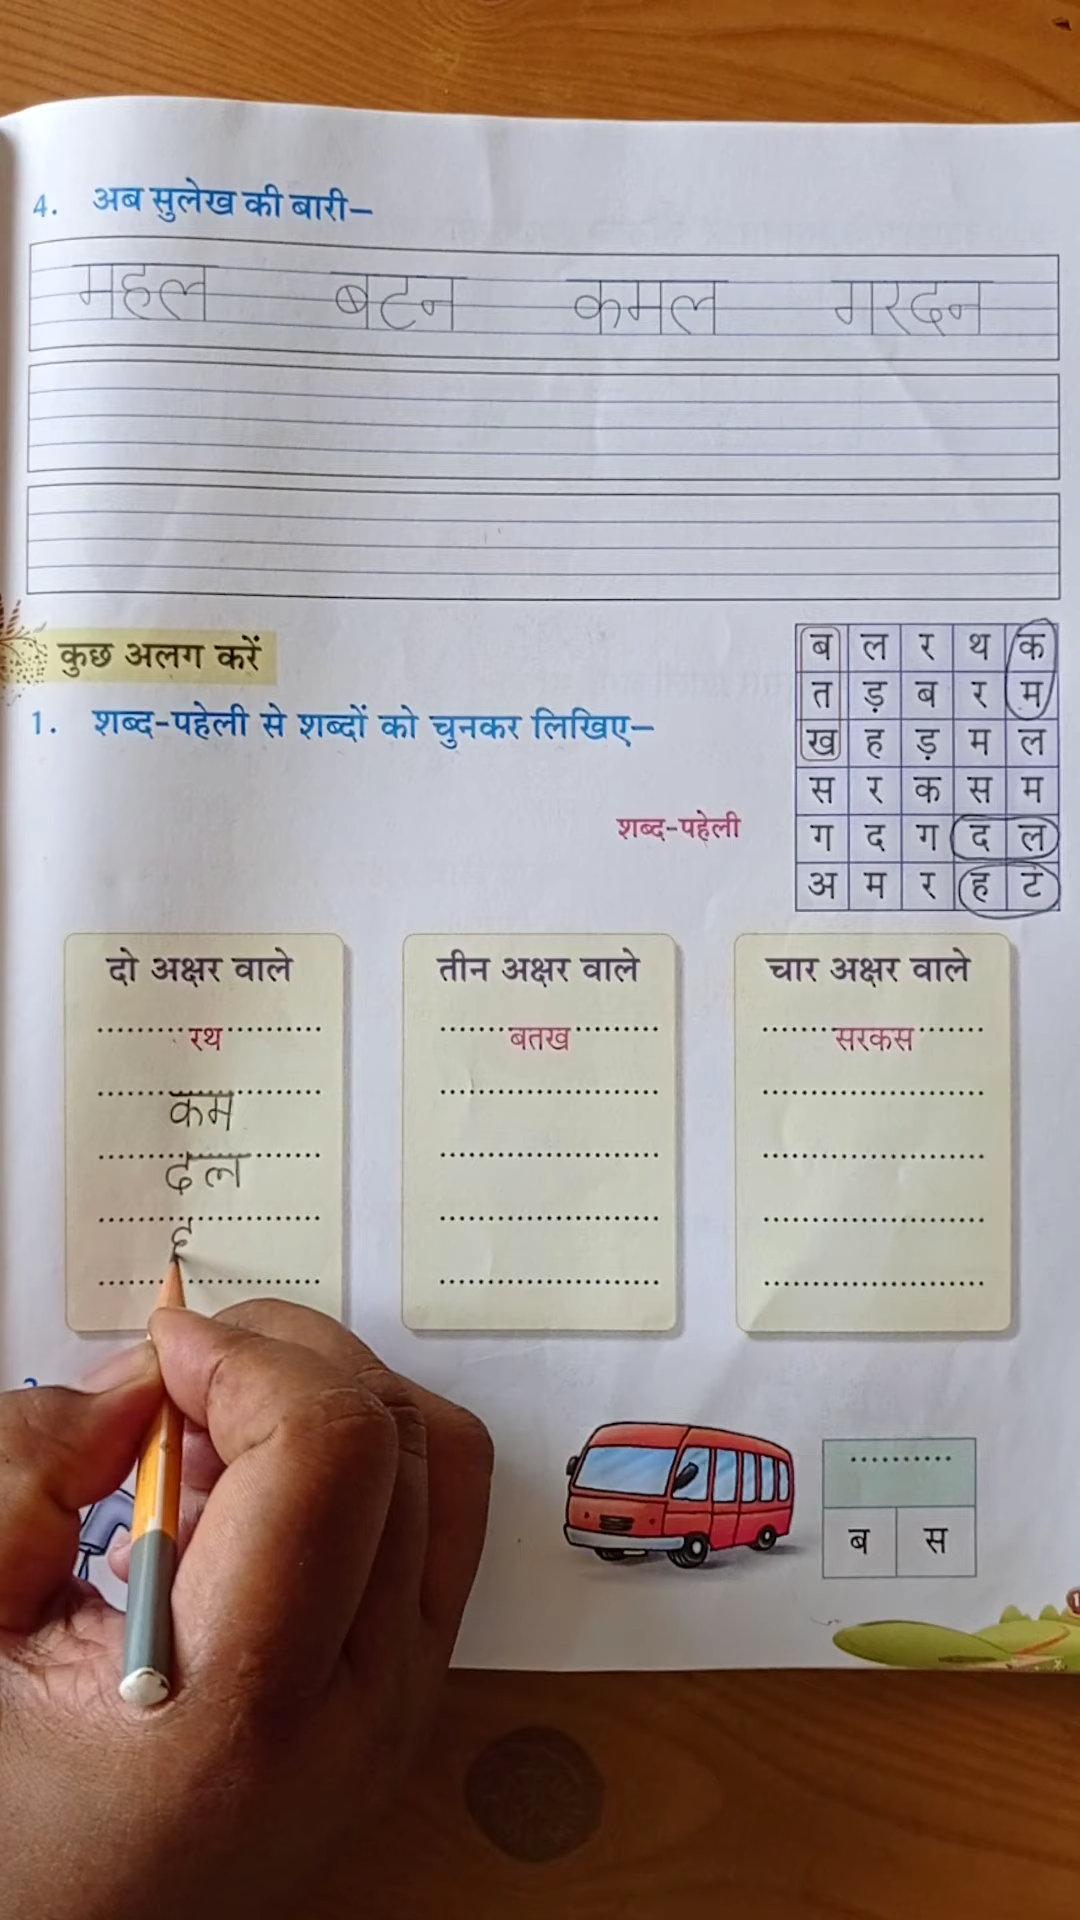 4. अब सुलेख की बारी–
महल बटन कमल गरदन
कुछ अलग करें
1. शब्द-पहेली से शब्दों को चुनकर लिखिए–
शब्द-पहेली
ब ल र थ क
त ड़ ब र म
ख ह ड़ म ल
स र क स म
ग द ग द ल
अ म र ह ट
दो अक्षर वाले
रथ
कम
दल
ह
तीन अक्षर वाले
बतख
चार अक्षर वाले
सरकस
..........
ब स